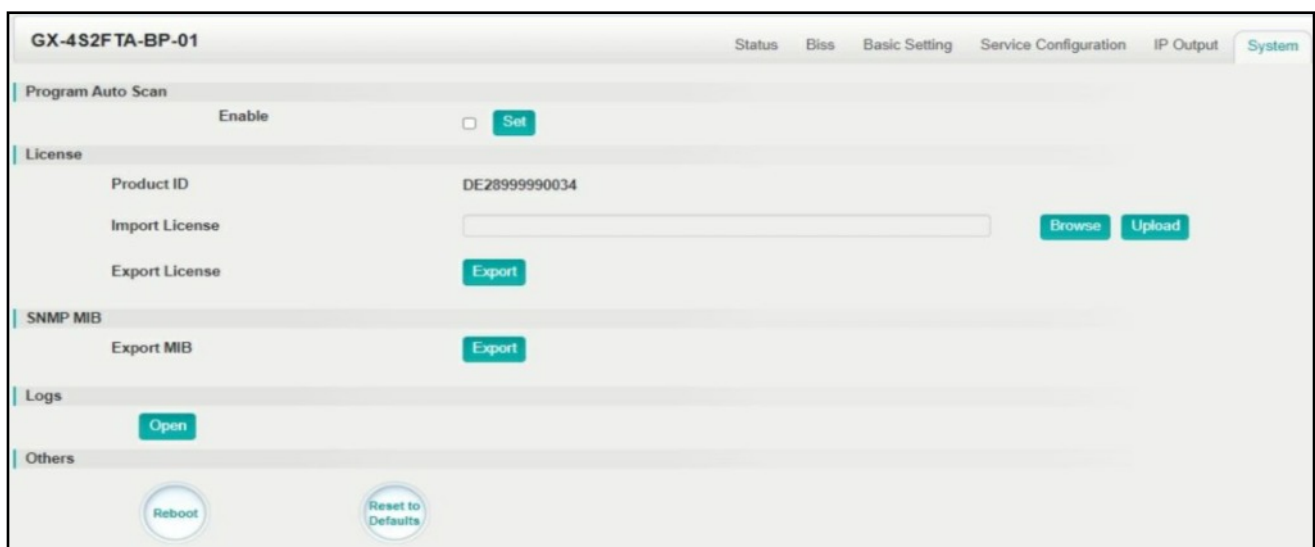 GX-4S2FTA-BP-01
Status Biss Basic Setting Service Configuration IP Output System
Program Auto Scan
Enable Set
License
Product ID DE28999990034
Import License Browse Upload
Export License Export
SNMP MIB
Export MIB Export
Logs
Open
Others
Reboot Reset to
Defaults